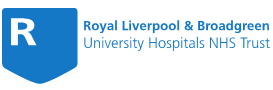 R
Royal Liverpool & Broadgreen
University Hospitals NHS Trust